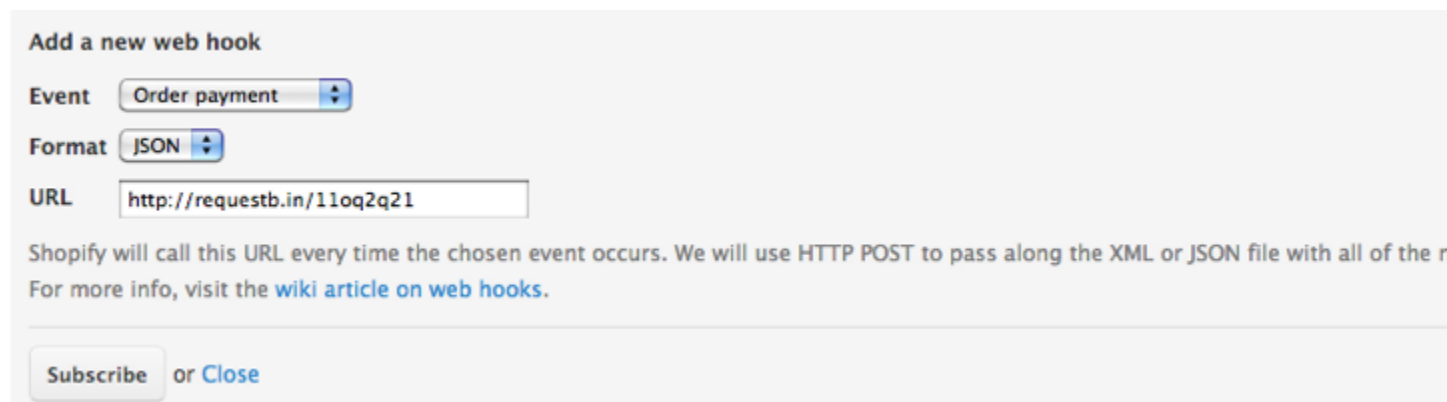 Add a new web hook
Event Order payment
Format JSON
URL http://requestb.in/11oq2q21
Shopify will call this URL every time the chosen event occurs. We will use HTTP POST to pass along the XML or JSON file with all of the
For more info, visit the wiki article on web hooks.
Subscribe or Close